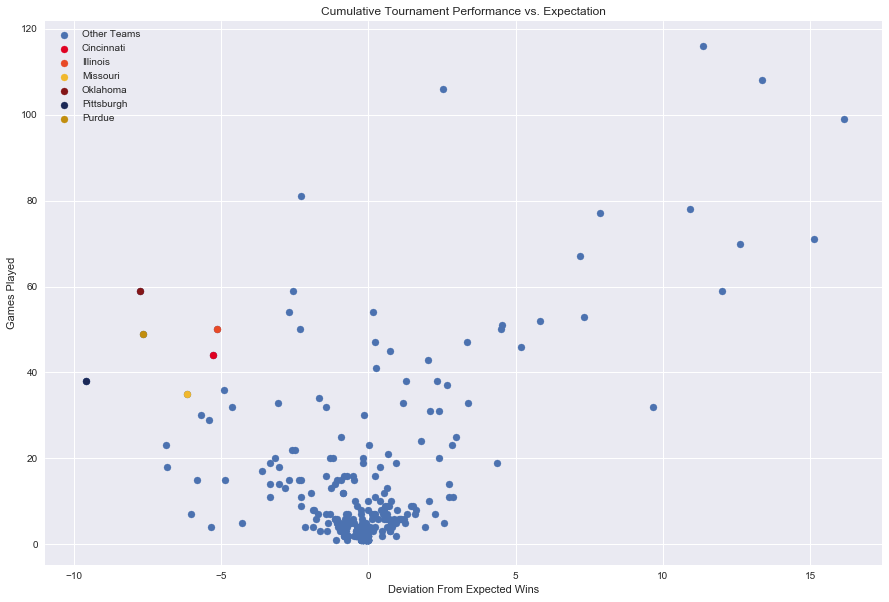 Cumulative Tournament Performance vs. Expectation
Other Teams
Cincinnati
Illinois
Missouri
Oklahoma
Pittsburgh
Purdue
120
100
80
60
40
20
0
Games Played
−10
−5
0
5
10
15
Deviation From Expected Wins